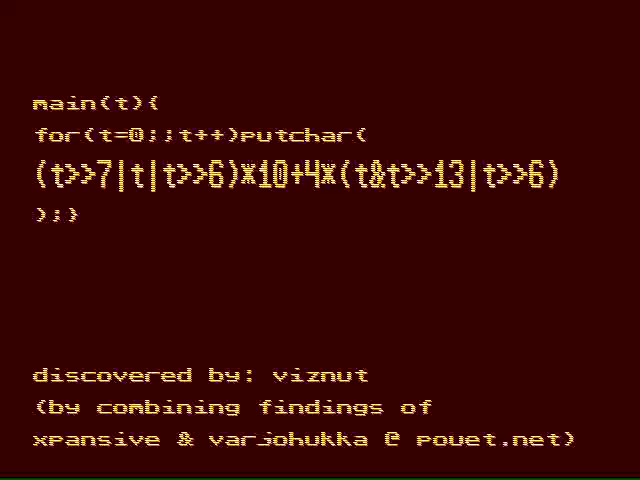 main(t){
for(t=0;;t++)putchar(
(t>>7|t|t>>6)*10+4*(t&t>>13|t>>6)
);}
discovered by: viznut
(by combining findings of
xpansive & varjohukka @ pouet.net)